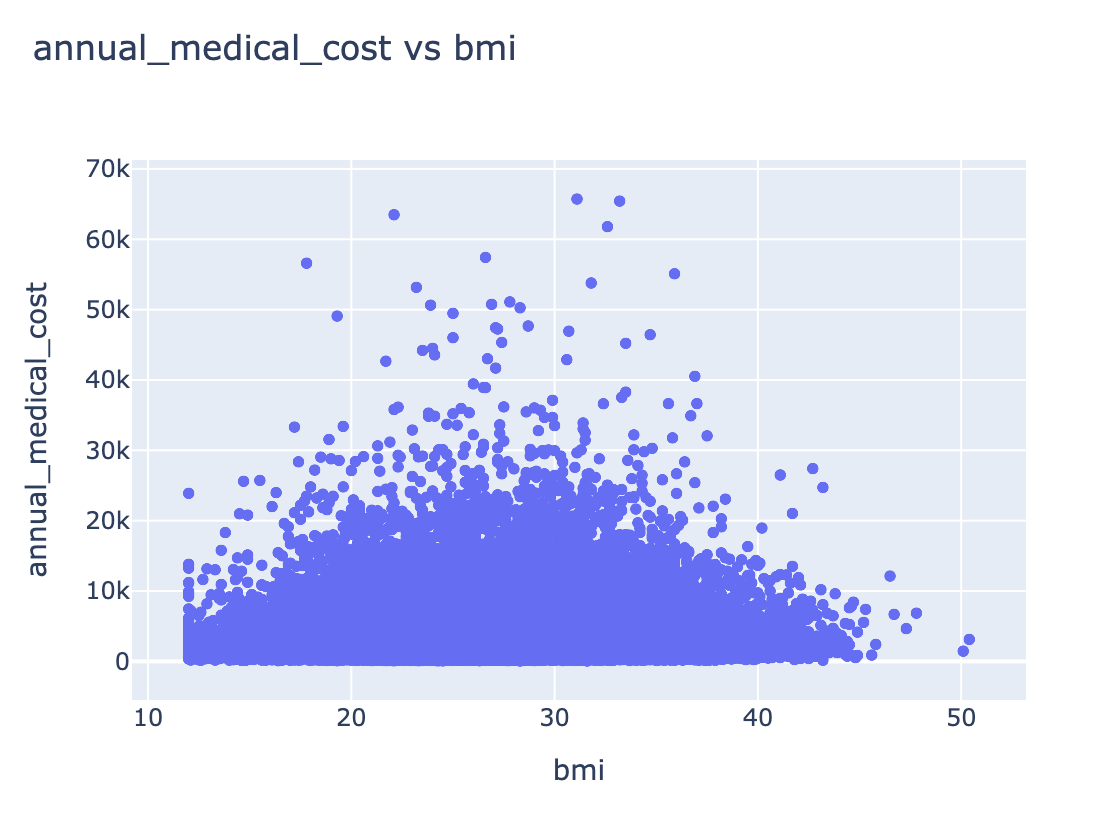 annual_medical_cost vs bmi
70k
60k
50k
40k
30k
20k
10k
0
annual_medical_cost
10 20 30 40 50
bmi